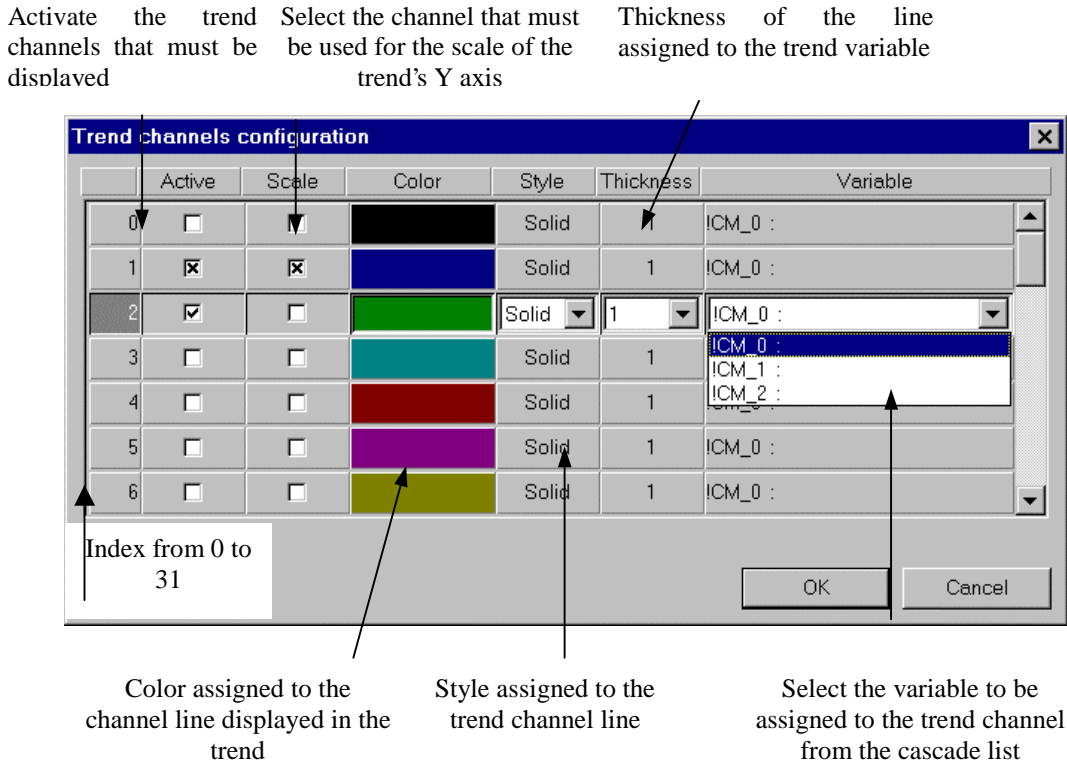 Activate the trend
channels that must be
displayed
Select the channel that must
be used for the scale of the
trend's Y axis
Thickness of the line
assigned to the trend variable
Trend channels configuration
Active Scale Color Style Thickness Variable
0 Solid 1 !CM_0 :
1 Solid 1 !CM_0 :
2 Solid 1 !CM_0 :
!CM_0 :
!CM_1 :
!CM_2 :
3 Solid 1
4 Solid 1
5 Solid 1 !CM_0 :
6 Solid 1 !CM_0 :
Index from 0 to
31
OK Cancel
Color assigned to the
channel line displayed in the
trend
Style assigned to the
trend channel line
Select the variable to be
assigned to the trend channel
from the cascade list